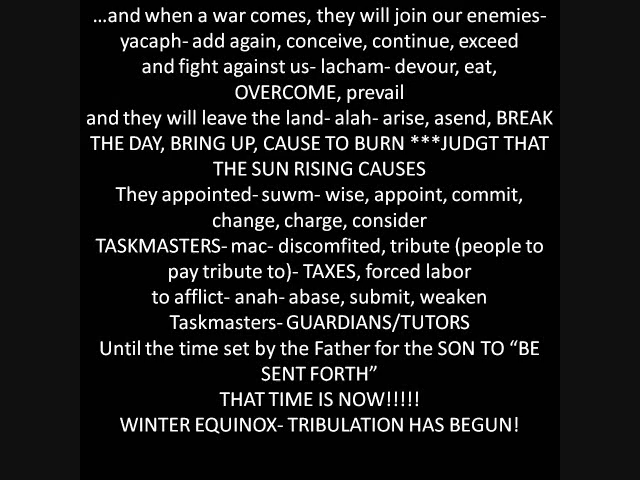 …and when a war comes, they will join our enemies-
yacaph- add again, conceive, continue, exceed
and fight against us- lacham- devour, eat,
OVERCOME, prevail
and they will leave the land- alah- arise, asend, BREAK
THE DAY, BRING UP, CAUSE TO BURN ***JUDGT THAT
THE SUN RISING CAUSES
They appointed- suwm- wise, appoint, commit,
change, charge, consider
TASKMASTERS- mac- discomfited, tribute (people to
pay tribute to)- TAXES, forced labor
to afflict- anah- abase, submit, weaken
Taskmasters- GUARDIANS/TUTORS
Until the time set by the Father for the SON TO “BE
SENT FORTH”
THAT TIME IS NOW!!!!!
WINTER EQUINOX- TRIBULATION HAS BEGUN!